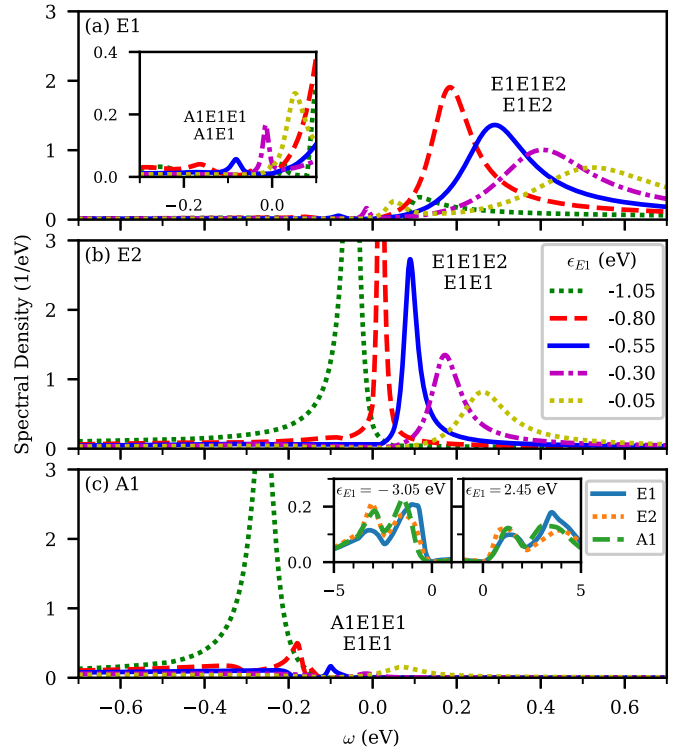 3
(a) E1
0.4
A1E1E1
A1E1
0.2
0.0
−0.2
0.0
E1E1E2
E1E2
2
1
0
3
(b) E2
E1E1E2
E1E1
ϵE1 (eV)
-1.05
-0.80
-0.55
-0.30
-0.05
2
1
0
Spectral Density (1/eV)
3
(c) A1
ϵE1 = − 3.05 eV
ϵE1 = 2.45 eV
0.2
0.0
−5
0
0
5
E1
E2
A1
A1E1E1
E1E1
2
1
0
−0.6
−0.4
−0.2
0.0
0.2
0.4
0.6
ω (eV)